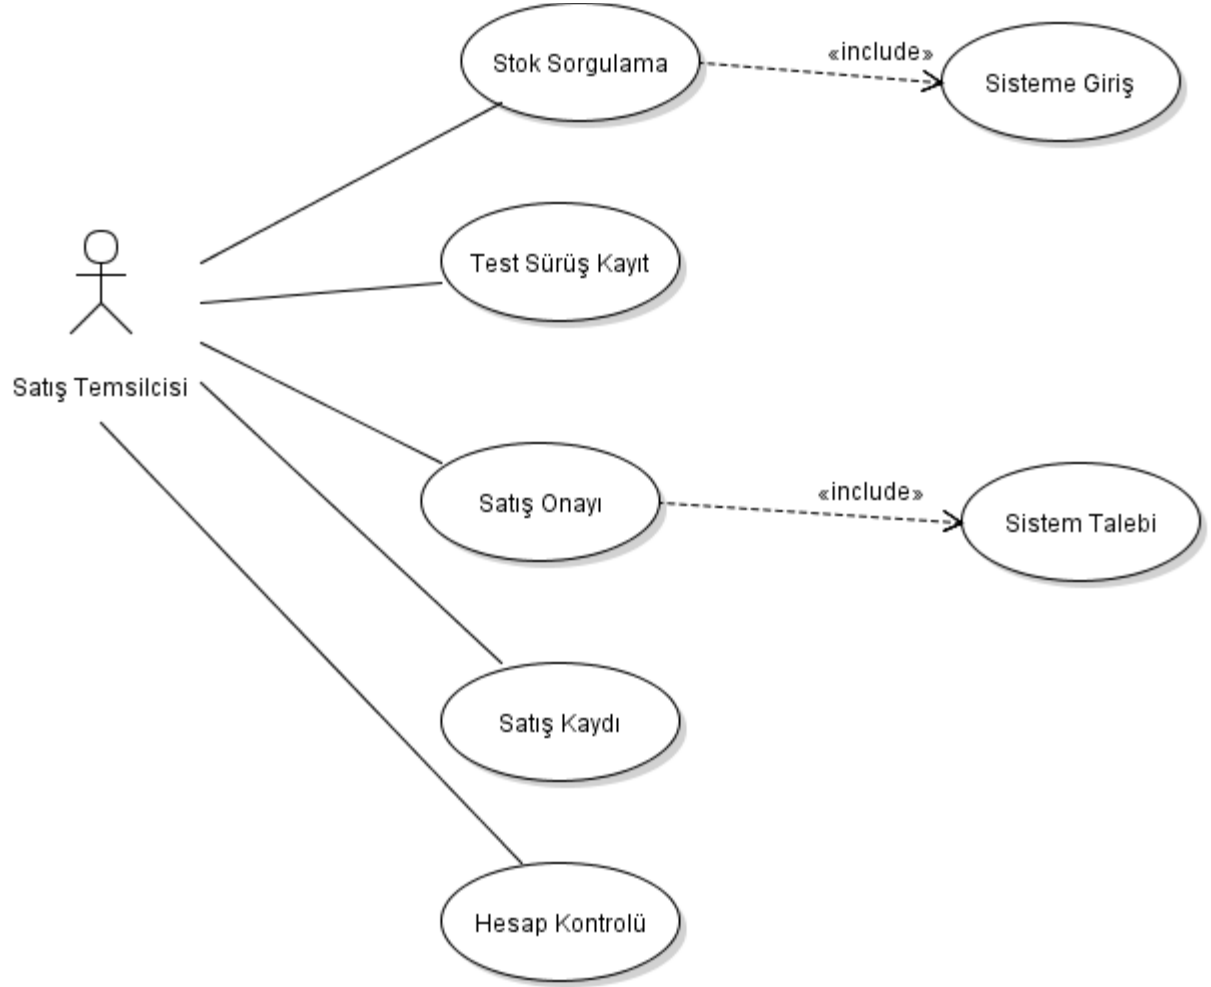 Stok Sorgulama
«include»
Sisteme Giriş
Test Sürüş Kayıt
Satış Temsilcisi
Satış Onayı
«include»
Sistem Talebi
Satış Kaydı
Hesap Kontrolü